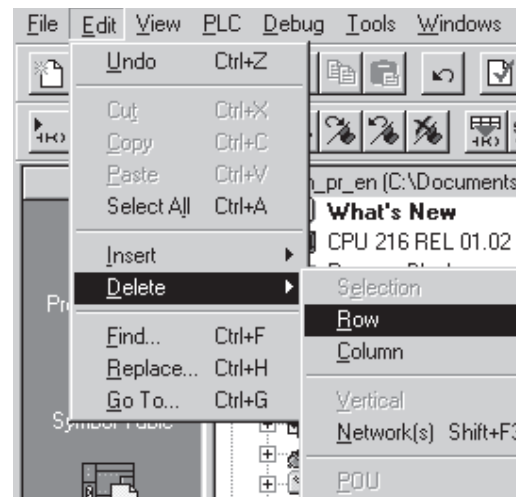 File Edit View PLC Debug Tools Windows
Undo Ctrl+Z
Cut Ctrl+X
Copy Ctrl+C
Paste Ctrl+V
Select All Ctrl+A
Insert
Delete
Find... Ctrl+F
Replace... Ctrl+H
Go To... Ctrl+G
_pr_en (C:\Documents
What's New
CPU 216 REL 01.02
Selection
Row
Column
Vertical
Network(s) Shift+F3
POU